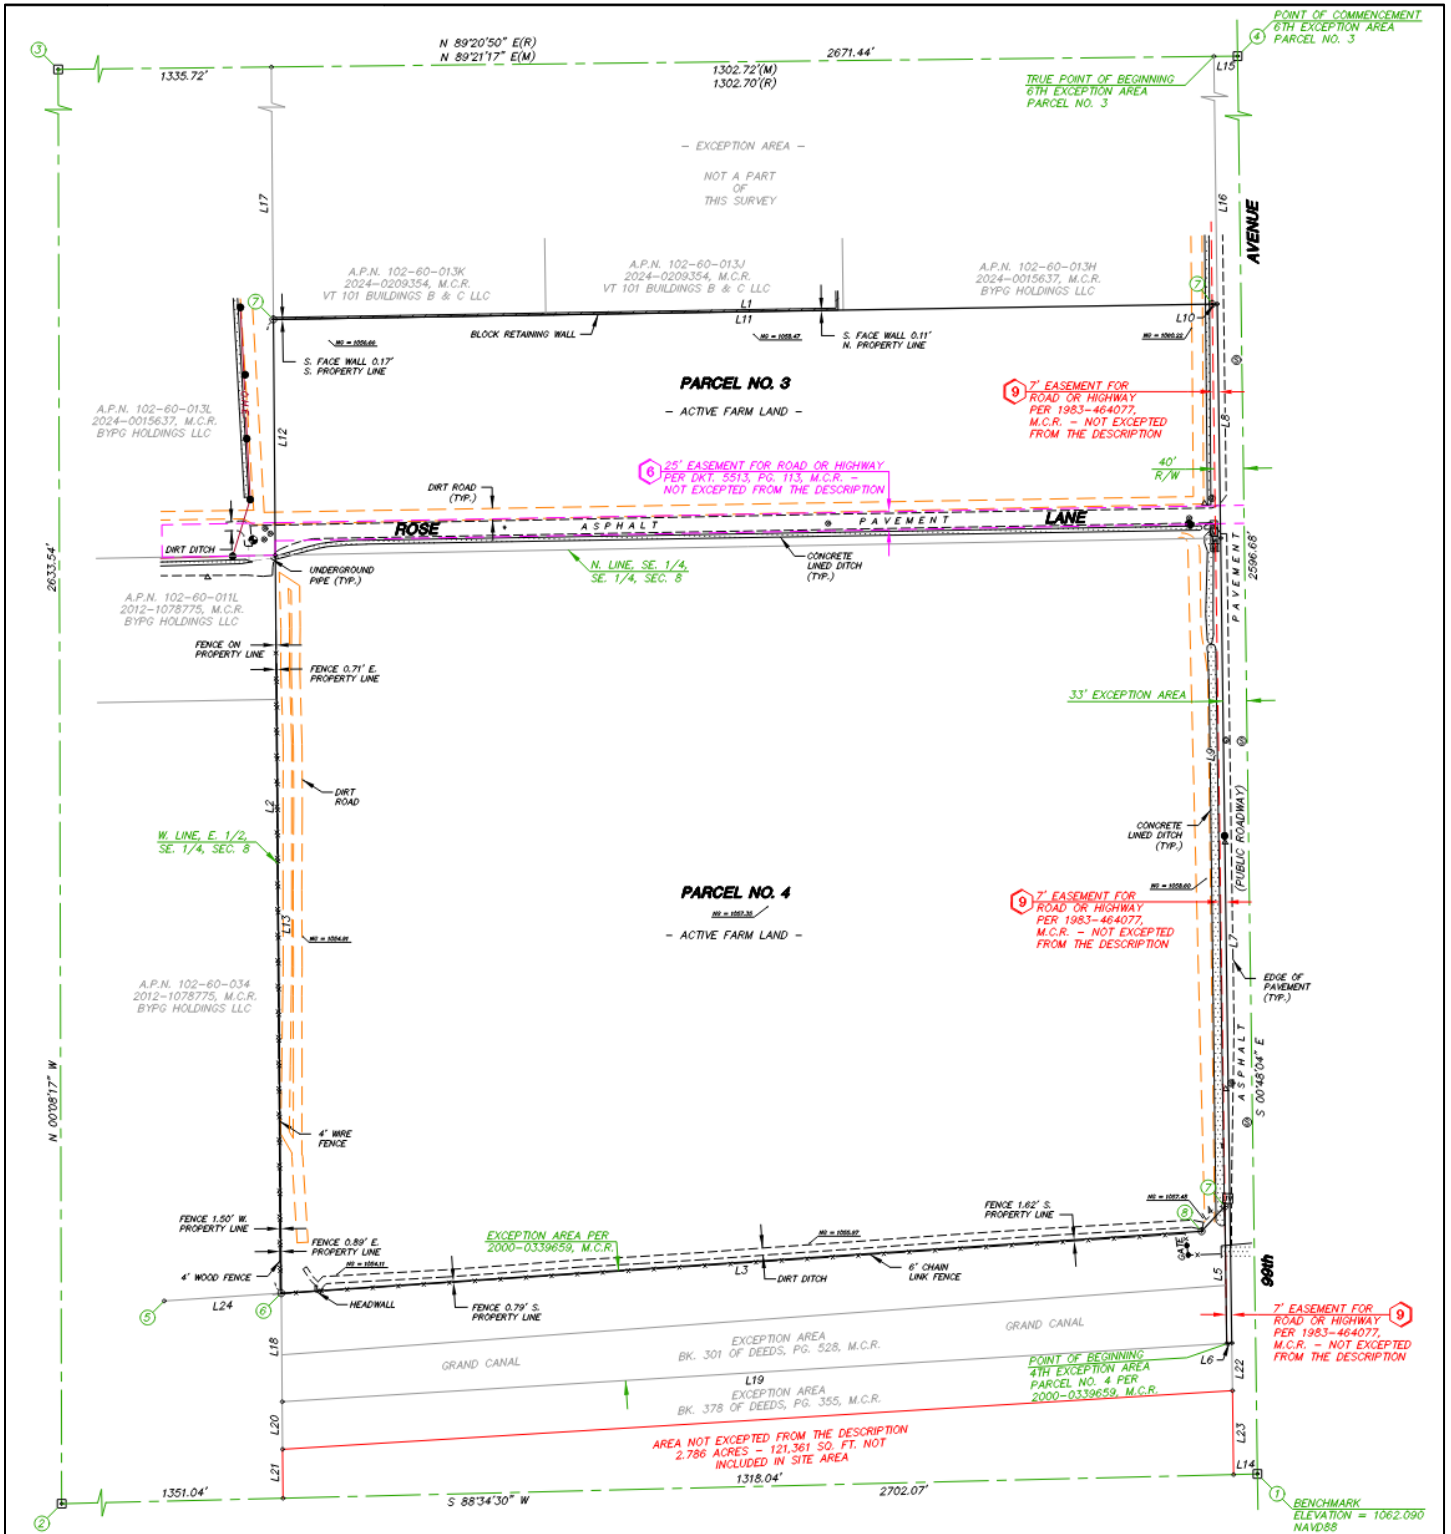 POINT OF COMMENCEMENT
6TH EXCEPTION AREA
PARCEL NO. 3
4
3
N 89°20'50" E(R)
N 89°21'17" E(M)
2671.44'
1335.72'
1302.72'(M)
1302.70'(R)
L15
TRUE POINT OF BEGINNING
6TH EXCEPTION AREA
PARCEL NO. 3
- EXCEPTION AREA -
NOT A PART
OF
THIS SURVEY
L17
L16
AVENUE
A.P.N. 102-60-013K
2024-0209354, M.C.R.
VT 101 BUILDINGS B & C LLC
A.P.N. 102-60-013J
2024-0209354, M.C.R.
VT 101 BUILDINGS B & C LLC
A.P.N. 102-60-013H
2024-0015637, M.C.R.
BYPG HOLDINGS LLC
7
7
L1
L11
L10
BLOCK RETAINING WALL
S. FACE WALL 0.17'
S. PROPERTY LINE
S. FACE WALL 0.11'
N. PROPERTY LINE
PARCEL NO. 3
- ACTIVE FARM LAND -
9
7' EASEMENT FOR
ROAD OR HIGHWAY
PER 1983-464077,
M.C.R. - NOT EXCEPTED
FROM THE DESCRIPTION
A.P.N. 102-60-013L
2024-0015637, M.C.R.
BYPG HOLDINGS LLC
OHE
L12
L8
6
25' EASEMENT FOR ROAD OR HIGHWAY
PER DKT. 5513, PG. 113, M.C.R. -
NOT EXCEPTED FROM THE DESCRIPTION
40'
R/W
DIRT ROAD
(TYP.)
ROSE
ASPHALT
PAVEMENT
LANE
DIRT DITCH
UNDERGROUND
PIPE (TYP.)
N. LINE, SE. 1/4,
SE. 1/4, SEC. 8
CONCRETE
LINED DITCH
(TYP.)
2633.54'
PAVEMENT
2596.68'
A.P.N. 102-60-011L
2012-1078775, M.C.R.
BYPG HOLDINGS LLC
FENCE ON
PROPERTY LINE
FENCE 0.71' E.
PROPERTY LINE
33' EXCEPTION AREA
L9
DIRT
ROAD
L2
W. LINE, E. 1/2,
SE. 1/4, SEC. 8
CONCRETE
LINED DITCH
(TYP.)
(PUBLIC ROADWAY)
PARCEL NO. 4
- ACTIVE FARM LAND -
L13
9
7' EASEMENT FOR
ROAD OR HIGHWAY
PER 1983-464077,
M.C.R. - NOT EXCEPTED
FROM THE DESCRIPTION
L7
A.P.N. 102-60-034
2012-1078775, M.C.R.
BYPG HOLDINGS LLC
EDGE OF
PAVEMENT
(TYP.)
N 00°08'17" W
ASPHALT
S 00°48'04" E
4' WIRE
FENCE
7
8
FENCE 1.50' W.
PROPERTY LINE
FENCE 0.89' E.
PROPERTY LINE
EXCEPTION AREA PER
2000-0339659, M.C.R.
FENCE 1.62' S.
PROPERTY LINE
GATE
4' WOOD FENCE
L3
DIRT DITCH
6' CHAIN
LINK FENCE
L5
99th
5
L24
6
HEADWALL
FENCE 0.79' S.
PROPERTY LINE
7' EASEMENT FOR
ROAD OR HIGHWAY
PER 1983-464077,
M.C.R. - NOT EXCEPTED
FROM THE DESCRIPTION
9
L18
GRAND CANAL
EXCEPTION AREA
BK. 301 OF DEEDS, PG. 528, M.C.R.
GRAND CANAL
POINT OF BEGINNING
4TH EXCEPTION AREA
PARCEL NO. 4 PER
2000-0339659, M.C.R.
L6
L22
L19
EXCEPTION AREA
BK. 378 OF DEEDS, PG. 355, M.C.R.
L20
L23
AREA NOT EXCEPTED FROM THE DESCRIPTION
2.786 ACRES - 121,361 SQ. FT. NOT
INCLUDED IN SITE AREA
L21
L14
1351.04'
S 88°34'30" W
1318.04'
2702.07'
2
1
BENCHMARK
ELEVATION = 1062.090
NAVD88